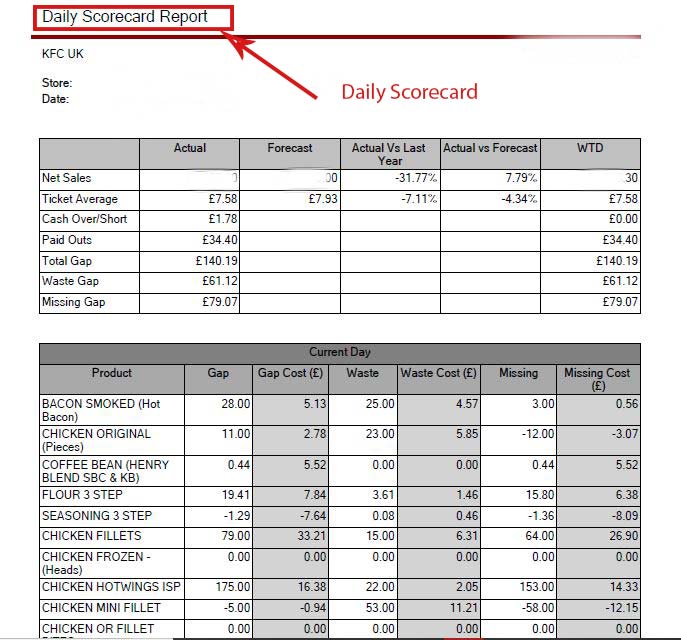 Daily Scorecard Report
KFC UK
Store:
Date:
Daily Scorecard
Actual Forecast Actual Vs Last Year Actual vs Forecast WTD
Net Sales 00 -31.77% 7.79% 30
Ticket Average £7.58 £7.93 -7.11% -4.34% £7.58
Cash Over/Short £1.78 £0.00
Paid Outs £34.40 £34.40
Total Gap £140.19 £140.19
Waste Gap £61.12 £61.12
Missing Gap £79.07 £79.07
Current Day
Product Gap Gap Cost (£) Waste Waste Cost (£) Missing Missing Cost (£)
BACON SMOKED (Hot Bacon) 28.00 5.13 25.00 4.57 3.00 0.56
CHICKEN ORIGINAL (Pieces) 11.00 2.78 23.00 5.85 -12.00 -3.07
COFFEE BEAN (HENRY BLEND SBC & KB) 0.44 5.52 0.00 0.00 0.44 5.52
FLOUR 3 STEP 19.41 7.84 3.61 1.46 15.80 6.38
SEASONING 3 STEP -1.29 -7.64 0.08 0.46 -1.36 -8.09
CHICKEN FILLETS 79.00 33.21 15.00 6.31 64.00 26.90
CHICKEN FROZEN - (Heads) 0.00 0.00 0.00 0.00 0.00 0.00
CHICKEN HOTWINGS ISP 175.00 16.38 22.00 2.05 153.00 14.33
CHICKEN MINI FILLET -5.00 -0.94 53.00 11.21 -58.00 -12.15
CHICKEN OR FILLET 0.00 0.00 0.00 0.00 0.00 0.00